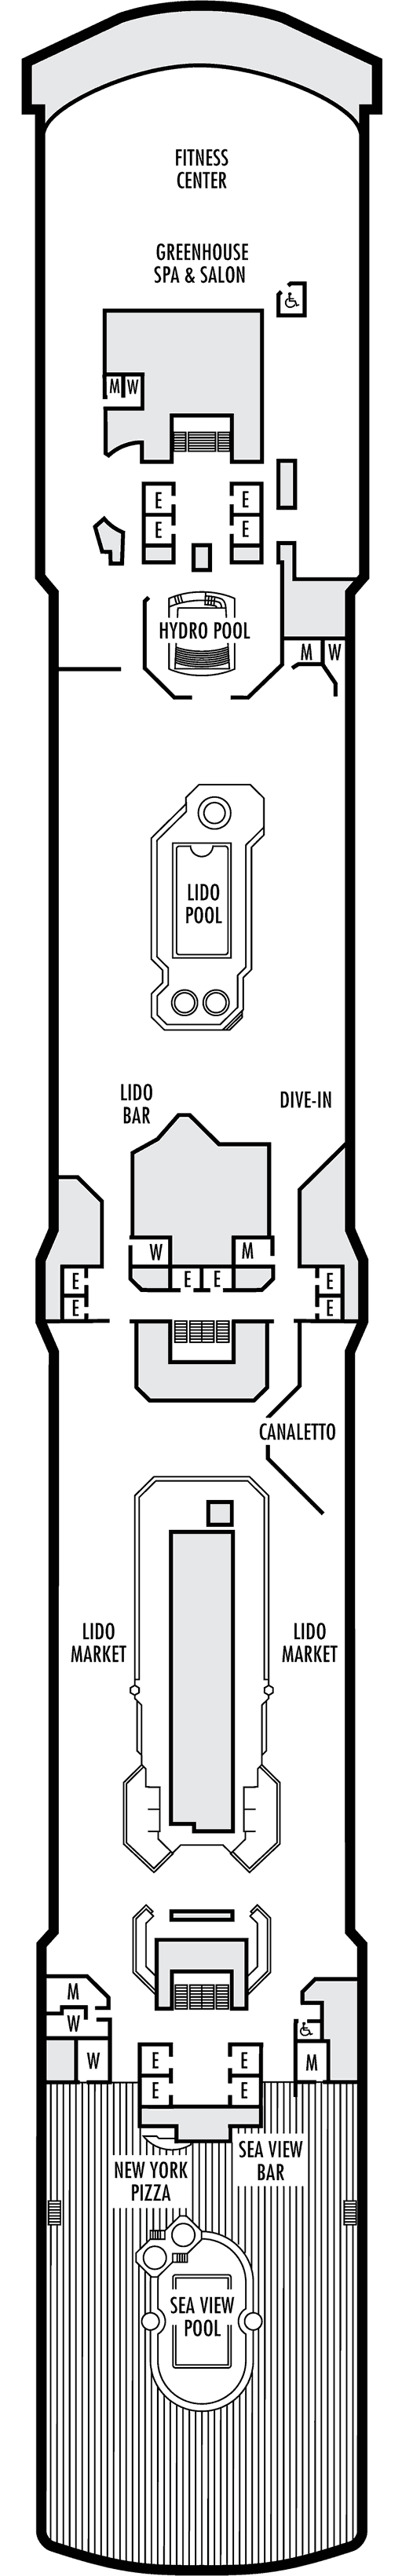 FITNESS
CENTER
GREENHOUSE
SPA & SALON
M W
E E
E E
HYDRO POOL
M W
LIDO
POOL
LIDO
BAR
DIVE-IN
W M
E E E E
E E
CANALETTO
LIDO
MARKET
LIDO
MARKET
M
W
W
M
E E
E E
SEA VIEW
BAR
NEW YORK
PIZZA
SEA VIEW
POOL